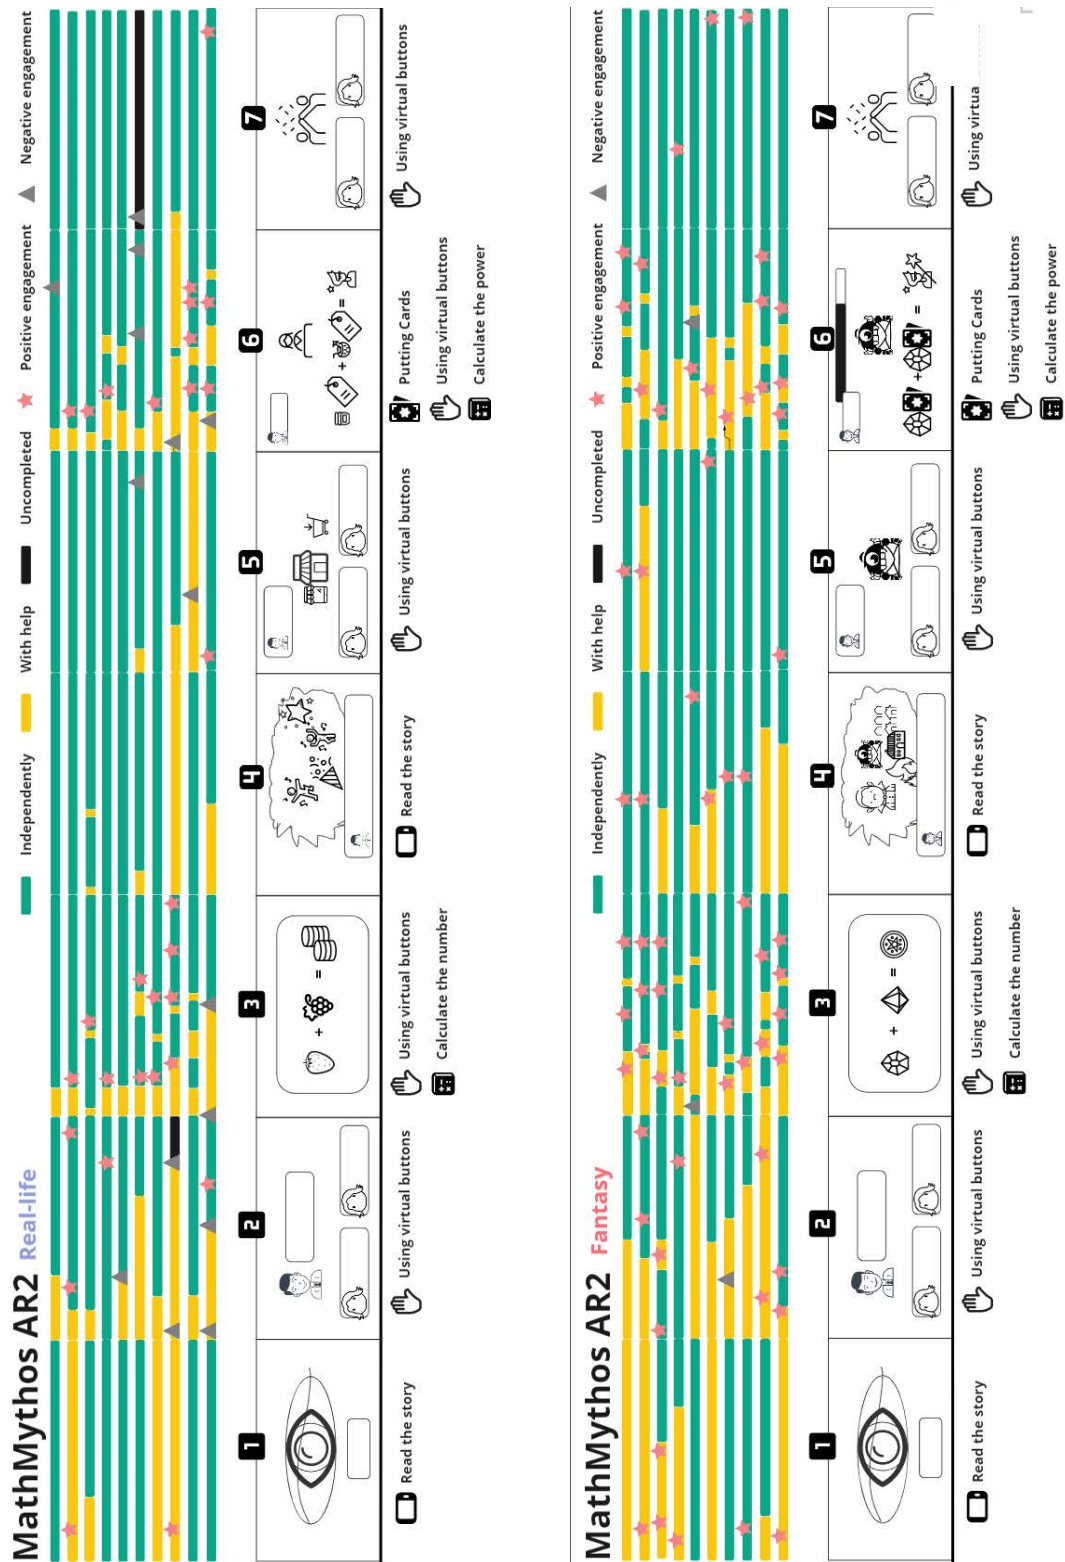 MathMythos AR2 Real-life
Independently
With help
Uncompleted
Positive engagement
Negative engagement
1
2
3
4
5
6
7
Read the story
Using virtual buttons
Using virtual buttons
Calculate the number
Read the story
Using virtual buttons
Putting Cards
Using virtual buttons
Calculate the power
Using virtual buttons
MathMythos AR2 Fantasy
Independently
With help
Uncompleted
Positive engagement
Negative engagement
1
2
3
4
5
6
7
Read the story
Using virtual buttons
Using virtual buttons
Calculate the number
Read the story
Using virtual buttons
Putting Cards
Using virtual buttons
Calculate the power
Using virtua